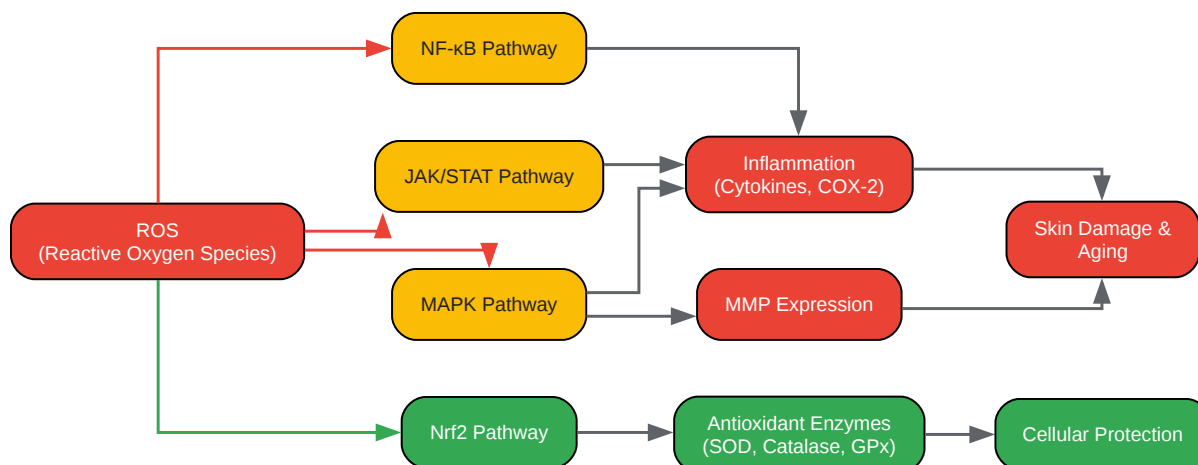 NF-κB Pathway
JAK/STAT Pathway
Inflammation
(Cytokines, COX-2)
ROS
(Reactive Oxygen Species)
Skin Damage &
Aging
MAPK Pathway
MMP Expression
Nrf2 Pathway
Antioxidant Enzymes
(SOD, Catalase, GPx)
Cellular Protection